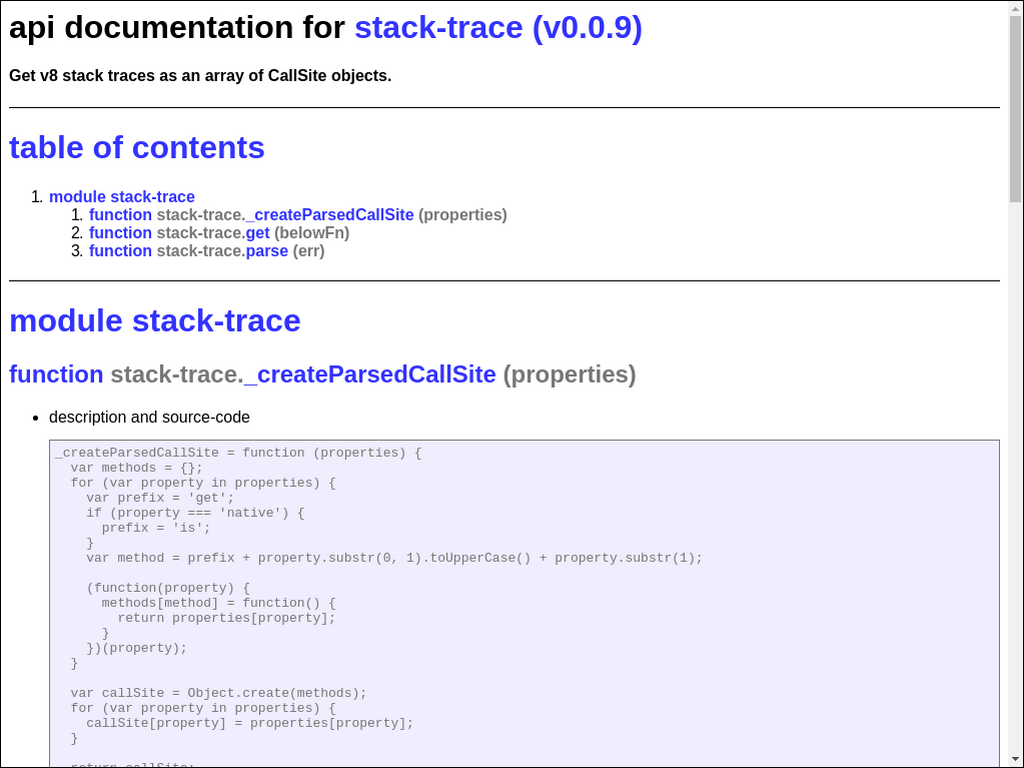 api documentation for stack-trace (v0.0.9)
Get v8 stack traces as an array of CallSite objects.
table of contents
1. module stack-trace
1. function stack-trace._createParsedCallSite (properties)
2. function stack-trace.get (belowFn)
3. function stack-trace.parse (err)
module stack-trace
function stack-trace._createParsedCallSite (properties)
• description and source-code
_createParsedCallSite = function (properties) {
  var methods = {};
  for (var property in properties) {
    var prefix = 'get';
    if (property === 'native') {
      prefix = 'is';
    }
    var method = prefix + property.substr(0, 1).toUpperCase() + property.substr(1);

    (function(property) {
      methods[method] = function() {
        return properties[property];
      }
    })(property);
  }

  var callSite = Object.create(methods);
  for (var property in properties) {
    callSite[property] = properties[property];
  }

  return callSite;